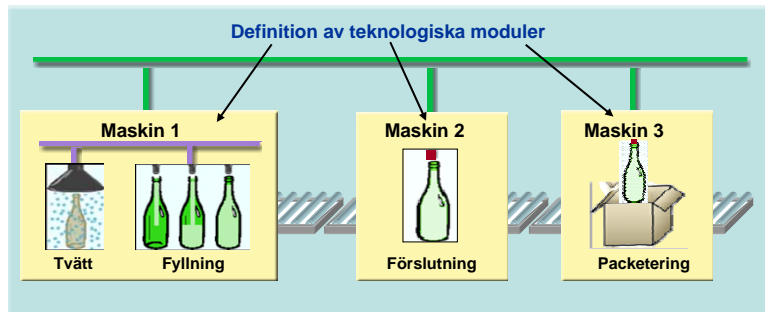 Definition av teknologiska moduler
Maskin 1
Maskin 2
Maskin 3
Tvätt
Fyllning
Förslutning
Packetering